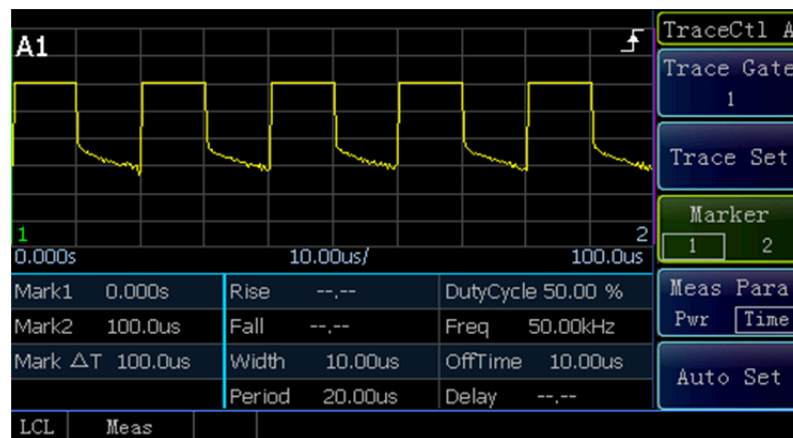 A1
1
2
0.000s 10.00us/ 100.0us
Mark1 0.000s Rise --.-- DutyCycle 50.00 %
Mark2 100.0us Fall --.-- Freq 50.00kHz
Mark △T 100.0us Width 10.00us OffTime 10.00us
Period 20.00us Delay --.--
LCL Meas
TraceCtl A
Trace Gate
1
Trace Set
Marker
1 2
Meas Para
Pwr Time
Auto Set